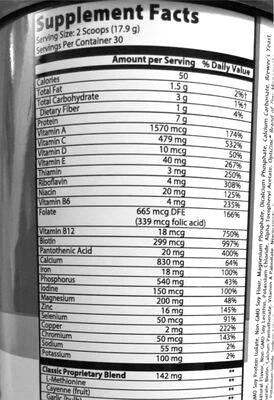 Supplement Facts
Serving Size: 2 Scoops (17.9 g)
Servings Per Container 30
Amount per Serving % Daily Value
Calories 50
Total Fat 1.5 g 2%†
Total Carbohydrate 3 g 1%†
Dietary Fiber 1 g 4%
Protein 7 g
Vitamin A 1570 mcg 174%
Vitamin C 479 mg 532%
Vitamin D 10 mcg 50%
Vitamin E 40 mg 267%
Thiamin 3 mg 250%
Riboflavin 4 mg 308%
Niacin 20 mg 125%
Vitamin B6 4 mg 235%
Folate 665 mcg DFE 166%
(339 mcg folic acid)
Vitamin B12 18 mcg 750%
Biotin 299 mcg 997%
Pantothenic Acid 20 mg 400%
Calcium 830 mg 64%
Iron 18 mg 100%
Phosphorus 540 mg 43%
Iodine 150 mcg 100%
Magnesium 200 mg 48%
Zinc 16 mg 145%
Selenium 50 mcg 91%
Copper 2 mg 222%
Chromium 50 mcg 143%
Sodium 55 mg 2%
Potassium 100 mg 2%
Classic Proprietary Blend 142 mg **
L-Methionine **
Cayenne (fruit) **